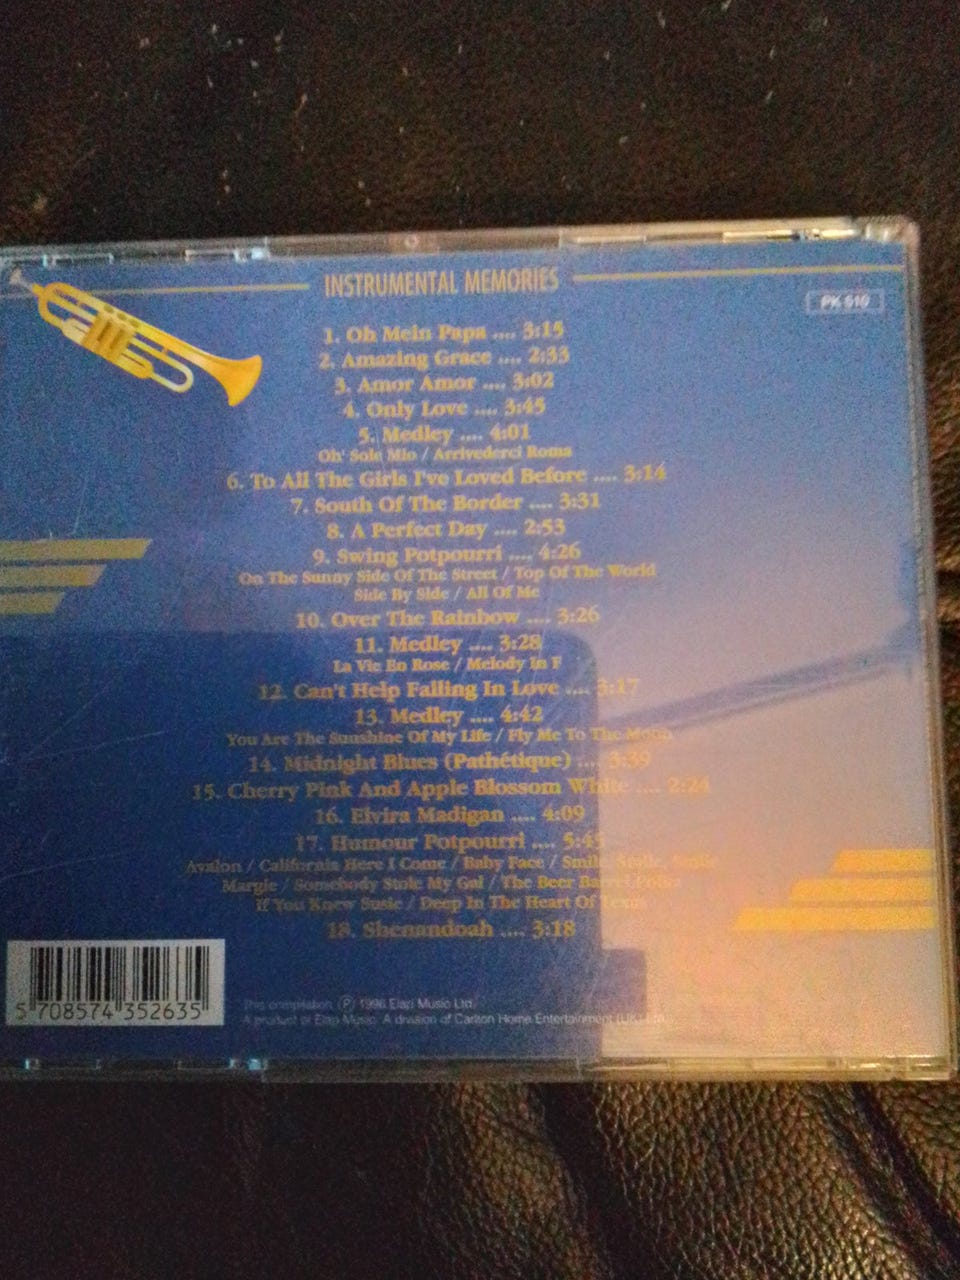 INSTRUMENTAL MEMORIES
PK 510
1. Oh Mein Papa .... 3:15
2. Amazing Grace .... 2:33
3. Amor Amor .... 3:02
4. Only Love .... 3:45
5. Medley .... 4:01
Oh' Sole Mio / Arrivederci Roma
6. To All The Girls I've Loved Before .... 3:14
7. South Of The Border .... 3:31
8. A Perfect Day .... 2:53
9. Swing Potpourri .... 4:26
On The Sunny Side Of The Street / Top Of The World
Side By Side / All Of Me
10. Over The Rainbow .... 3:26
11. Medley .... 3:28
La Vie En Rose / Melody In F
12. Can't Help Falling In Love .... 3:17
13. Medley .... 4:42
You Are The Sunshine Of My Life / Fly Me To The Moon
14. Midnight Blues (Pathétique) .... 3:39
15. Cherry Pink And Apple Blossom White .... 2:24
16. Elvira Madigan .... 4:09
17. Humour Potpourri .... 5:45
Avalon / California Here I Come / Baby Face / Smile, Smile, Smile
Margie / Somebody Stole My Gal / The Beer Barrel Polka
If You Knew Susie / Deep In The Heart Of Texas
18. Shenandoah .... 3:18
5 708574 352635
This compilation ℗ 1996 Elap Music Ltd.
A product of Elap Music. A division of Carlton Home Entertainment (UK) Ltd.